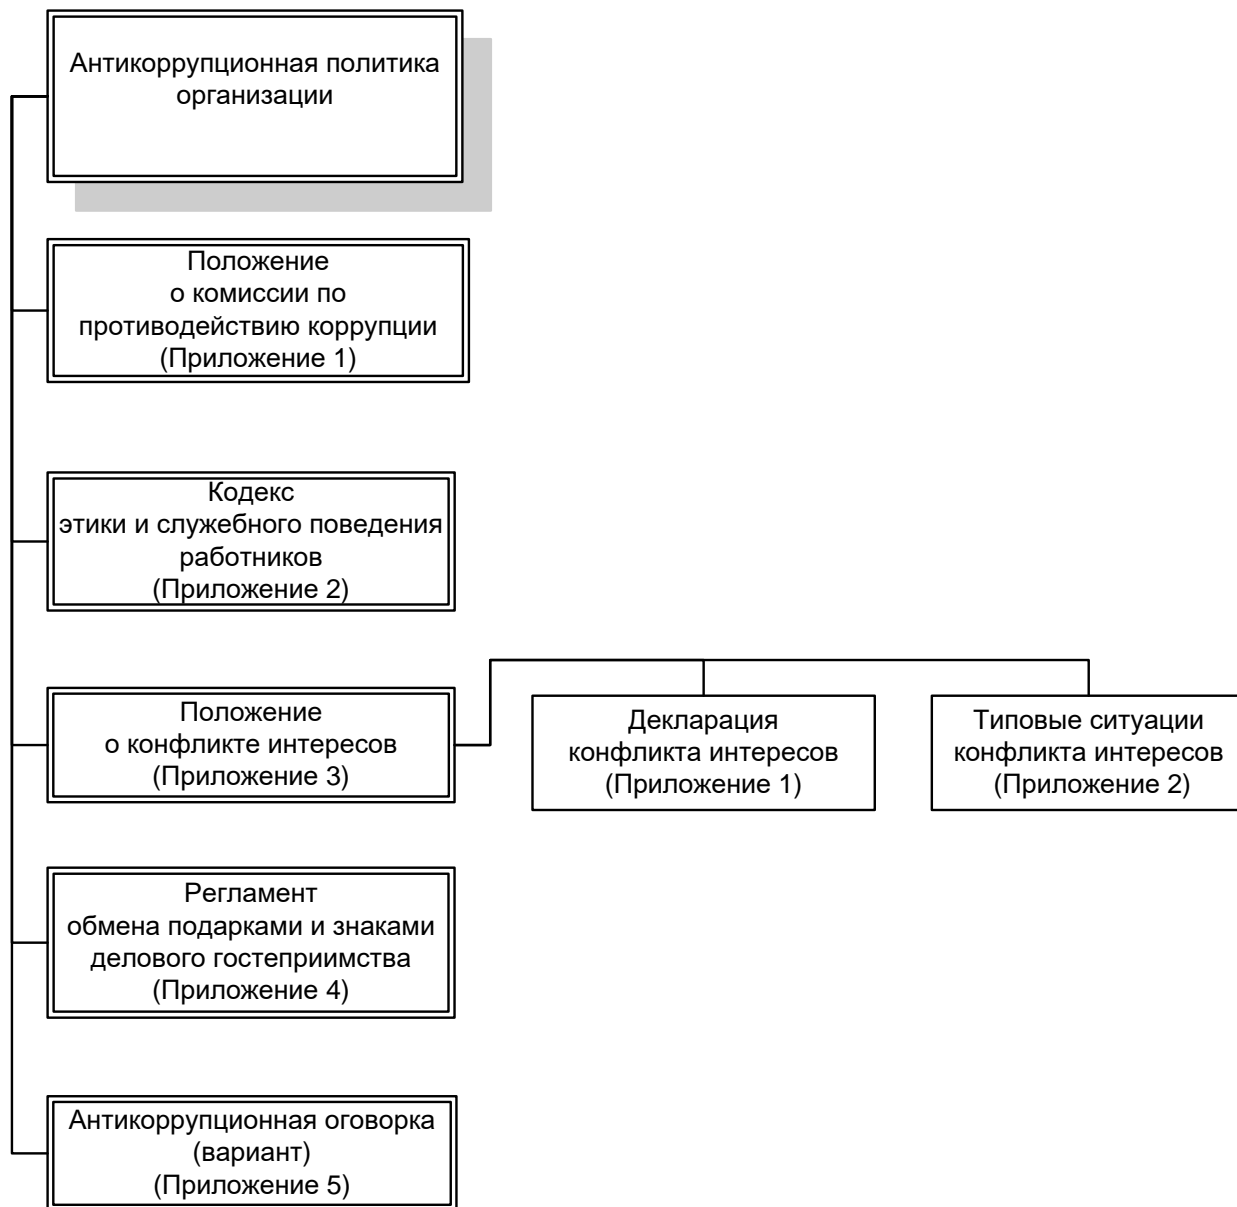 Антикоррупционная политика
организации
Положение
о комиссии по
противодействию коррупции
(Приложение 1)
Кодекс
этики и служебного поведения
работников
(Приложение 2)
Положение
о конфликте интересов
(Приложение 3)
Декларация
конфликта интересов
(Приложение 1)
Типовые ситуации
конфликта интересов
(Приложение 2)
Регламент
обмена подарками и знаками
делового гостеприимства
(Приложение 4)
Антикоррупционная оговорка
(вариант)
(Приложение 5)